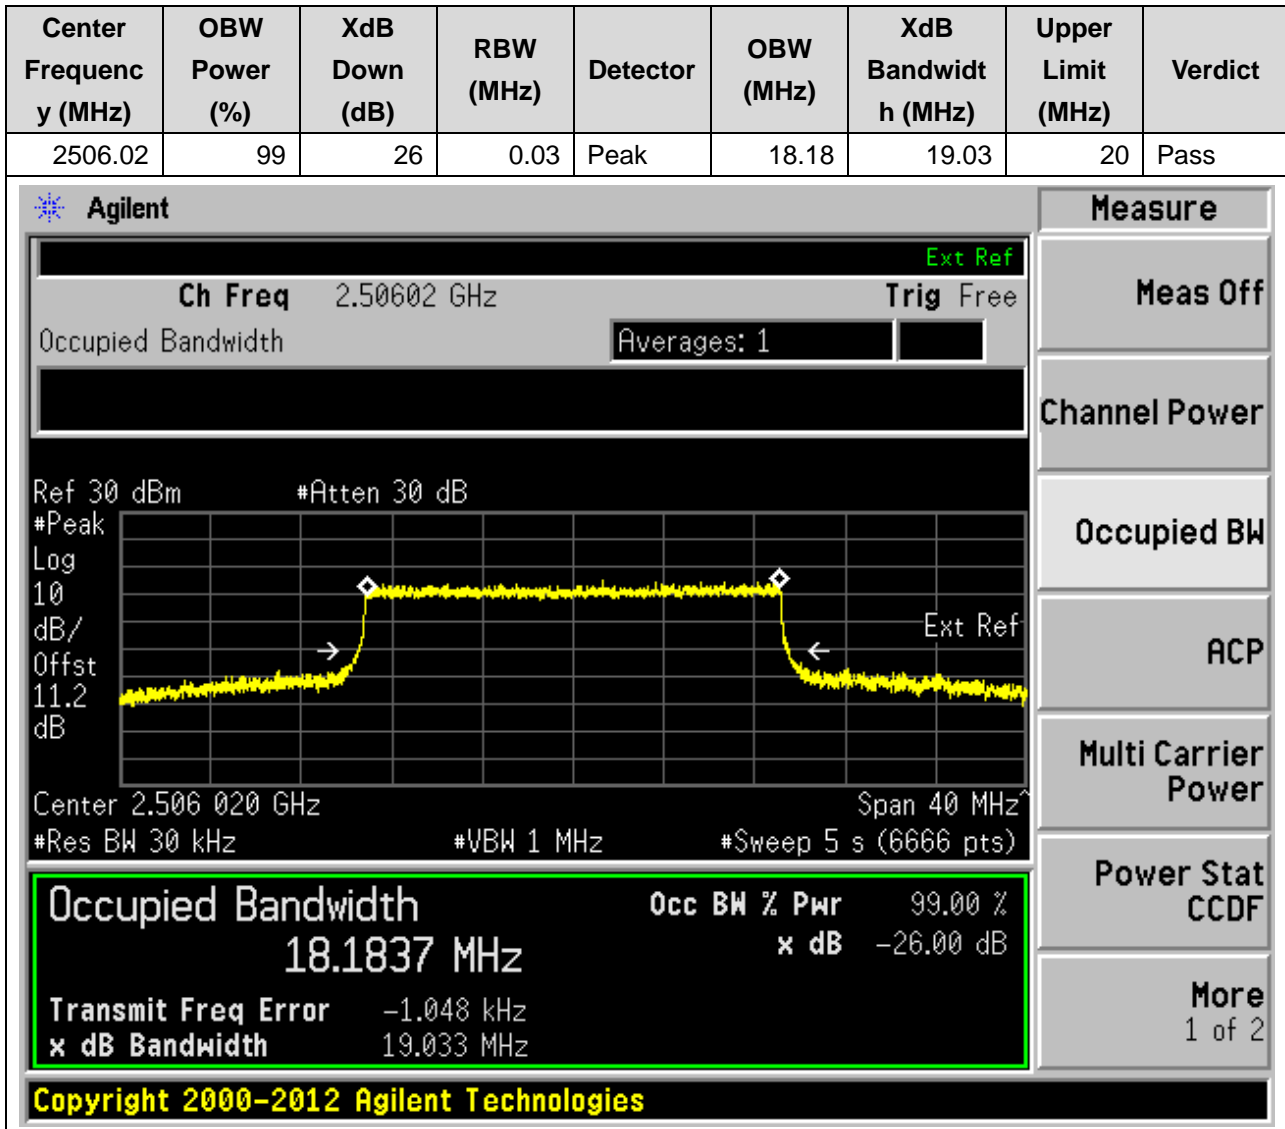 Center Frequenc y (MHz) OBW Power (%) XdB Down (dB) RBW (MHz) Detector OBW (MHz) XdB Bandwidt h (MHz) Upper Limit (MHz) Verdict
2506.02 99 26 0.03 Peak 18.18 19.03 20 Pass
Agilent
Measure
Ext Ref
Ch Freq 2.50602 GHz Trig Free
Occupied Bandwidth Averages: 1
Ref 30 dBm #Atten 30 dB
#Peak
Log
10
dB/
Offst
11.2
dB
Ext Ref
Center 2.506 020 GHz Span 40 MHz^
#Res BW 30 kHz #VBW 1 MHz #Sweep 5 s (6666 pts)
Occupied Bandwidth Occ BW % Pwr 99.00 %
18.1837 MHz x dB -26.00 dB
Transmit Freq Error -1.048 kHz
x dB Bandwidth 19.033 MHz
Meas Off
Channel Power
Occupied BW
ACP
Multi Carrier
Power
Power Stat
CCDF
More
1 of 2
Copyright 2000-2012 Agilent Technologies